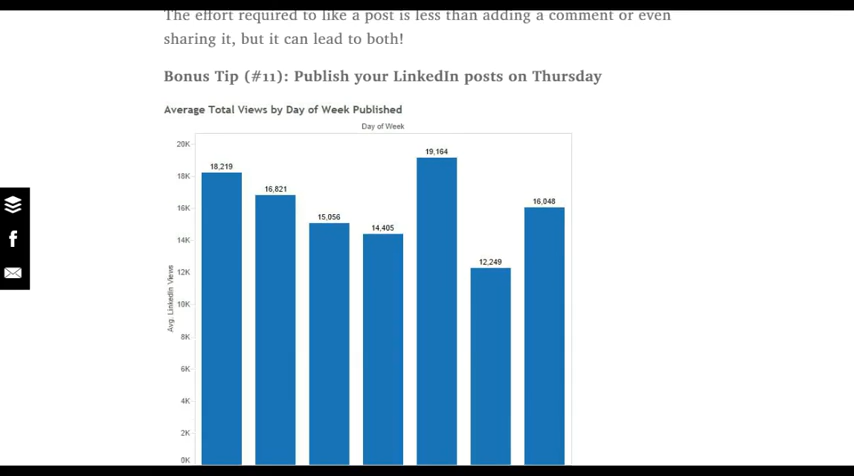 The effort required to like a post is less than adding a comment or even
sharing it, but it can lead to both!
Bonus Tip (#11): Publish your LinkedIn posts on Thursday
Average Total Views by Day of Week Published
Day of Week
20K
18K
16K
14K
12K
10K
8K
6K
4K
2K
0K
Avg. LinkedIn Views
18,219
16,821
15,056
14,405
19,164
12,249
16,048
f